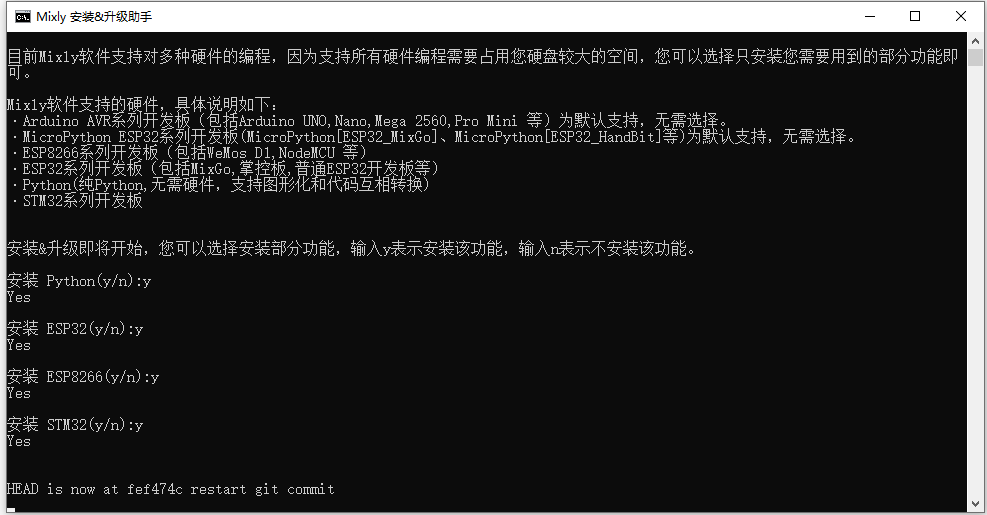 Mixly 安装&升级助手
目前Mixly软件支持对多种硬件的编程，因为支持所有硬件编程需要占用您硬盘较大的空间，您可以选择只安装您需要用到的部分功能即
可。
Mixly软件支持的硬件，具体说明如下：
·Arduino AVR系列开发板（包括Arduino UNO,Nano,Mega 2560,Pro Mini 等）为默认支持，无需选择。
·MicroPython ESP32系列开发板(MicroPython[ESP32_MixGo]、MicroPython[ESP32_HandBit]等)为默认支持，无需选择。
·ESP8266系列开发板（包括WeMos D1,NodeMCU 等）
·ESP32系列开发板（包括MixGo,掌控板,普通ESP32开发板等）
·Python(纯Python,无需硬件，支持图形化和代码互相转换)
·STM32系列开发板
安装&升级即将开始，您可以选择安装部分功能，输入y表示安装该功能，输入n表示不安装该功能。
安装 Python(y/n):y
Yes
安装 ESP32(y/n):y
Yes
安装 ESP8266(y/n):y
Yes
安装 STM32(y/n):y
Yes
HEAD is now at fef474c restart git commit